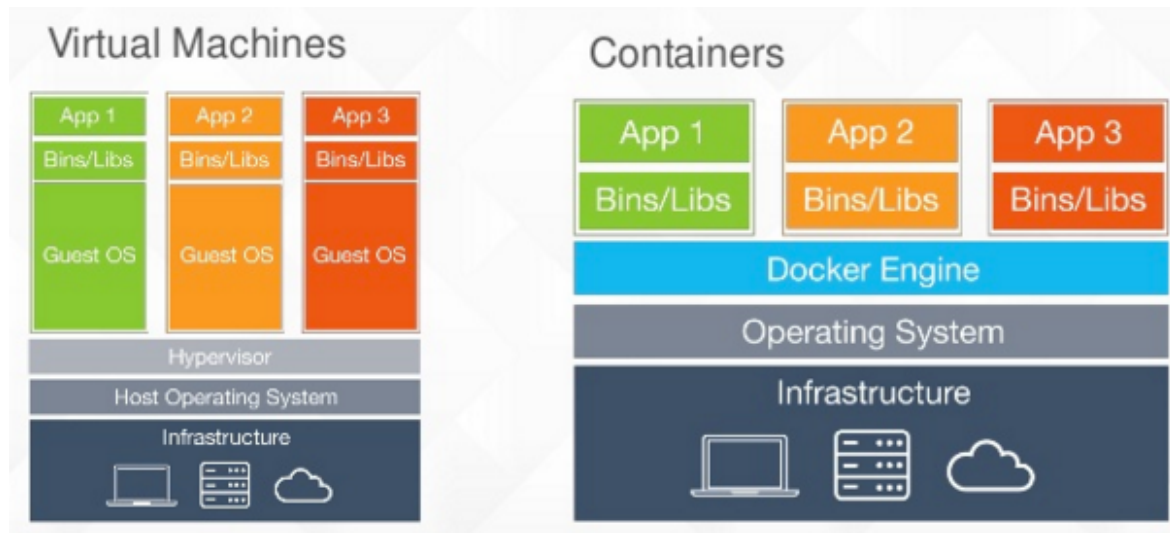 Virtual Machines
App 1
App 2
App 3
Bins/Libs
Bins/Libs
Bins/Libs
Guest OS
Guest OS
Guest OS
Hypervisor
Host Operating System
Infrastructure
Containers
App 1
App 2
App 3
Bins/Libs
Bins/Libs
Bins/Libs
Docker Engine
Operating System
Infrastructure